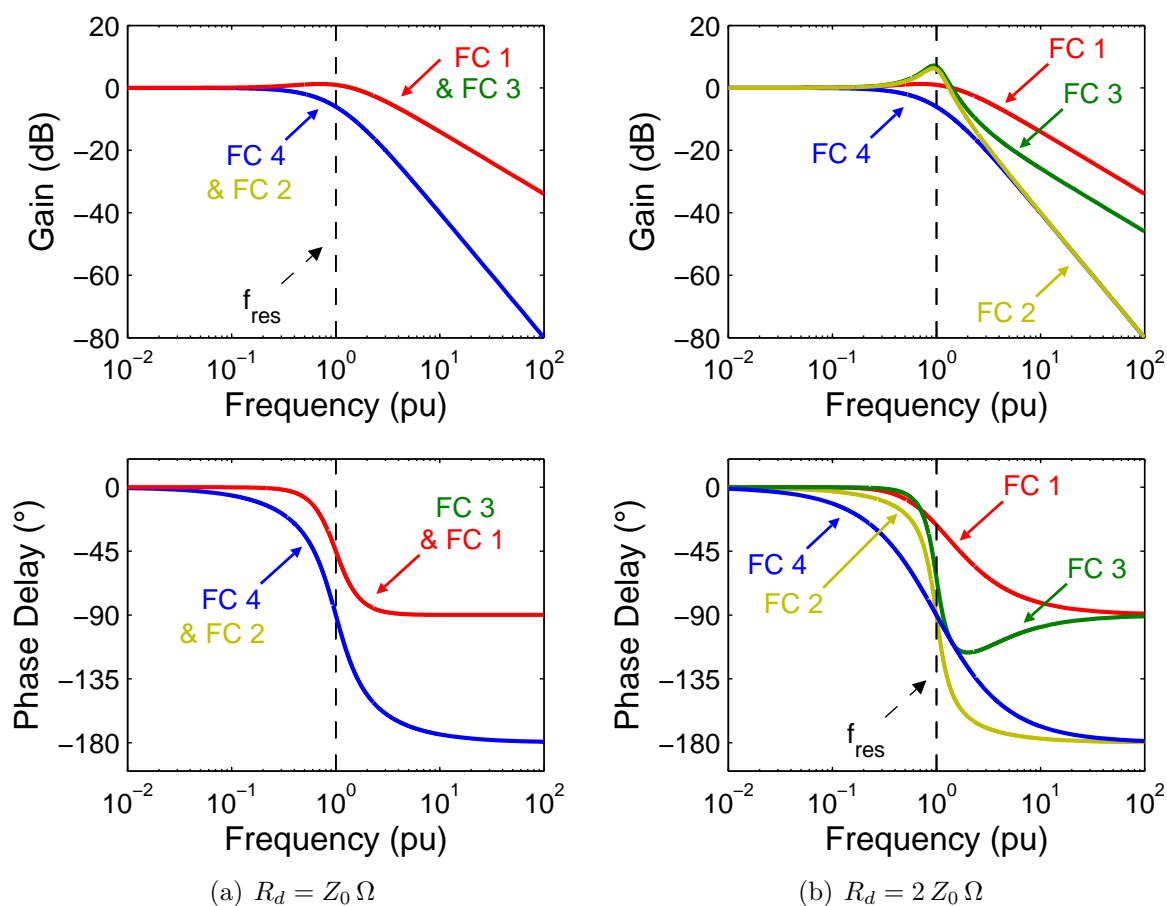 20
0
−20
−40
−60
−80
Gain (dB)
FC 1
& FC 3
FC 4
& FC 2
f_res
10^−2 10^−1 10^0 10^1 10^2
Frequency (pu)
20
0
−20
−40
−60
−80
Gain (dB)
FC 1
FC 3
FC 4
FC 2
10^−2 10^−1 10^0 10^1 10^2
Frequency (pu)
0
−45
−90
−135
−180
Phase Delay (°)
FC 3
& FC 1
FC 4
& FC 2
10^−2 10^−1 10^0 10^1 10^2
Frequency (pu)
(a) R_d = Z_0 Ω
0
−45
−90
−135
−180
Phase Delay (°)
FC 1
FC 4
FC 3
FC 2
f_res
10^−2 10^−1 10^0 10^1 10^2
Frequency (pu)
(b) R_d = 2 Z_0 Ω